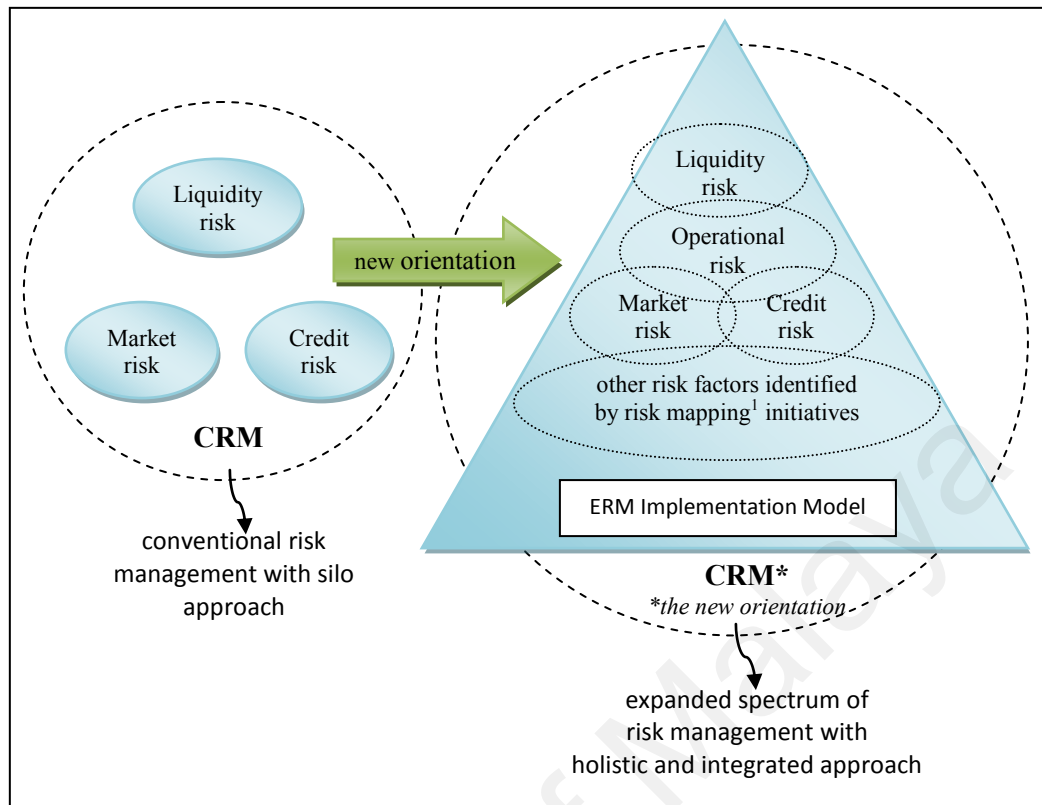 Liquidity
risk
Market
risk
Credit
risk
CRM
conventional risk
management with silo
approach
new orientation
Liquidity
risk
Operational
risk
Market
risk
Credit
risk
other risk factors identified
by risk mapping¹ initiatives
ERM Implementation Model
CRM*
*the new orientation
expanded spectrum of
risk management with
holistic and integrated approach
of Malaya